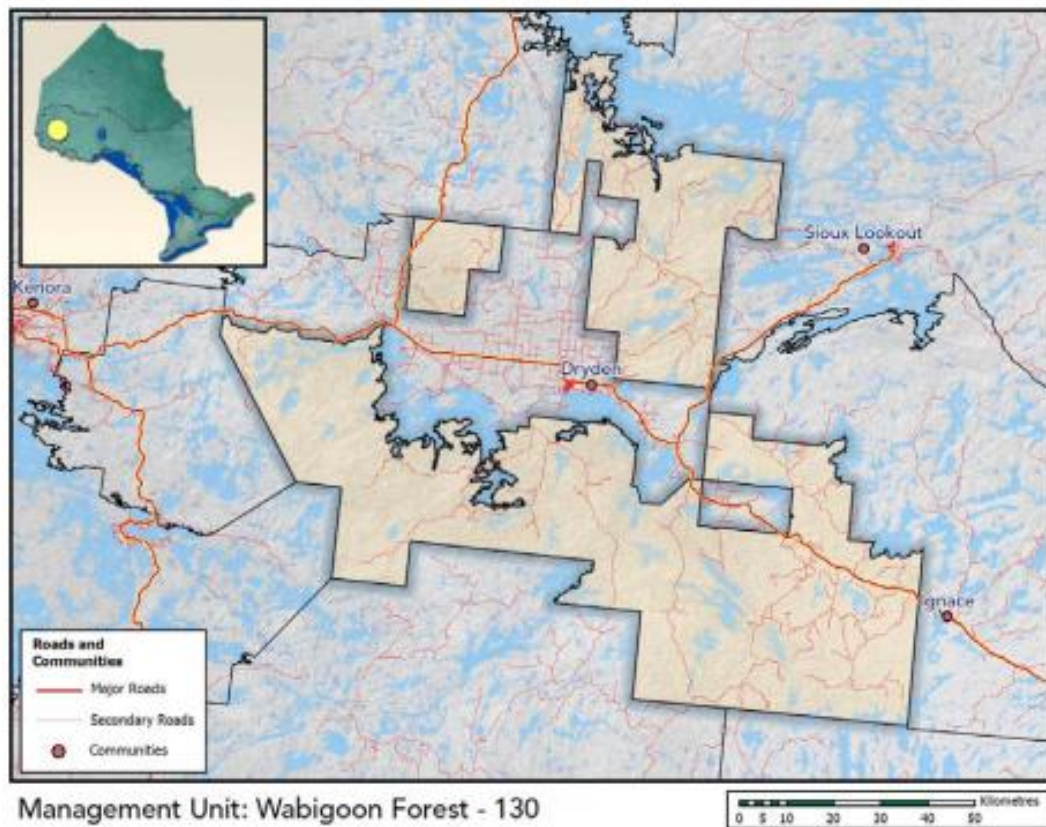 Sioux Lookout
Kenora
Dryden
gnace
Roads and
Communities
Major Roads
Secondary Roads
Communities
Management Unit: Wabigoon Forest - 130
Kilometres
0 5 10 20 30 40 50